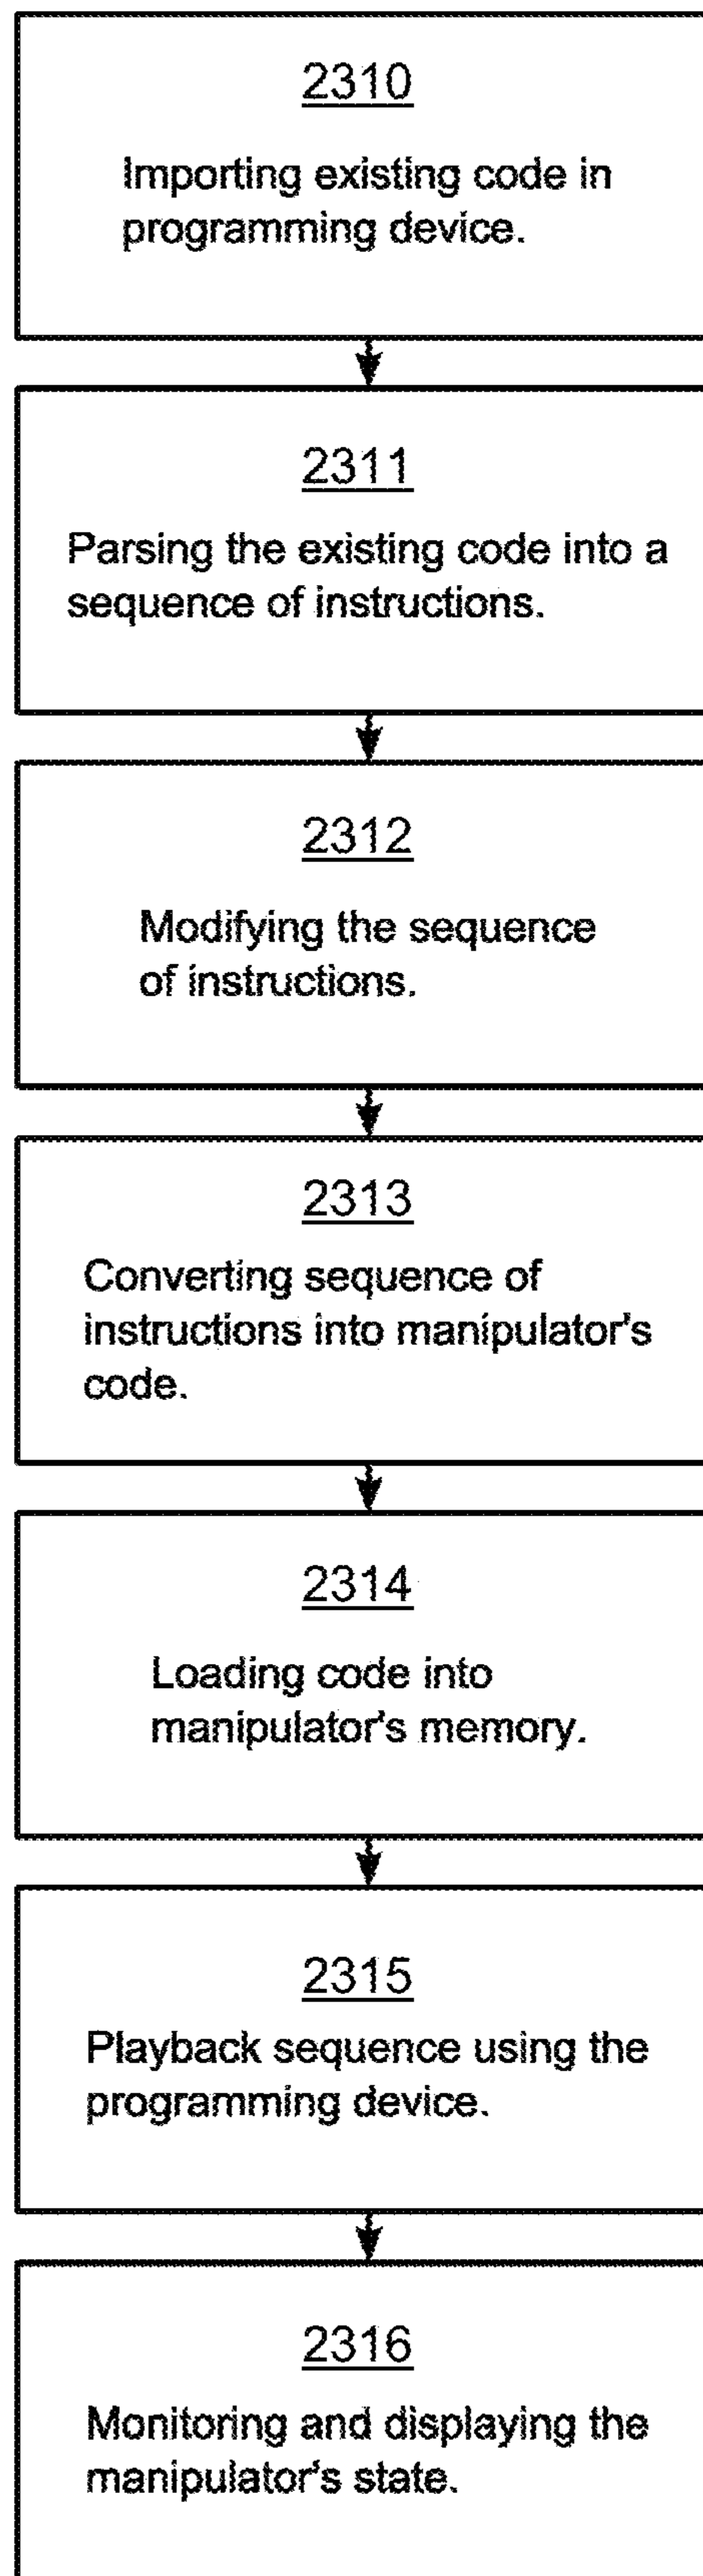 2310
Importing existing code in
programming device.
2311
Parsing the existing code into a
sequence of instructions.
2312
Modifying the sequence
of instructions.
2313
Converting sequence of
instructions into manipulator's
code.
2314
Loading code into
manipulator's memory.
2315
Playback sequence using the
programming device.
2316
Monitoring and displaying the
manipulator's state.